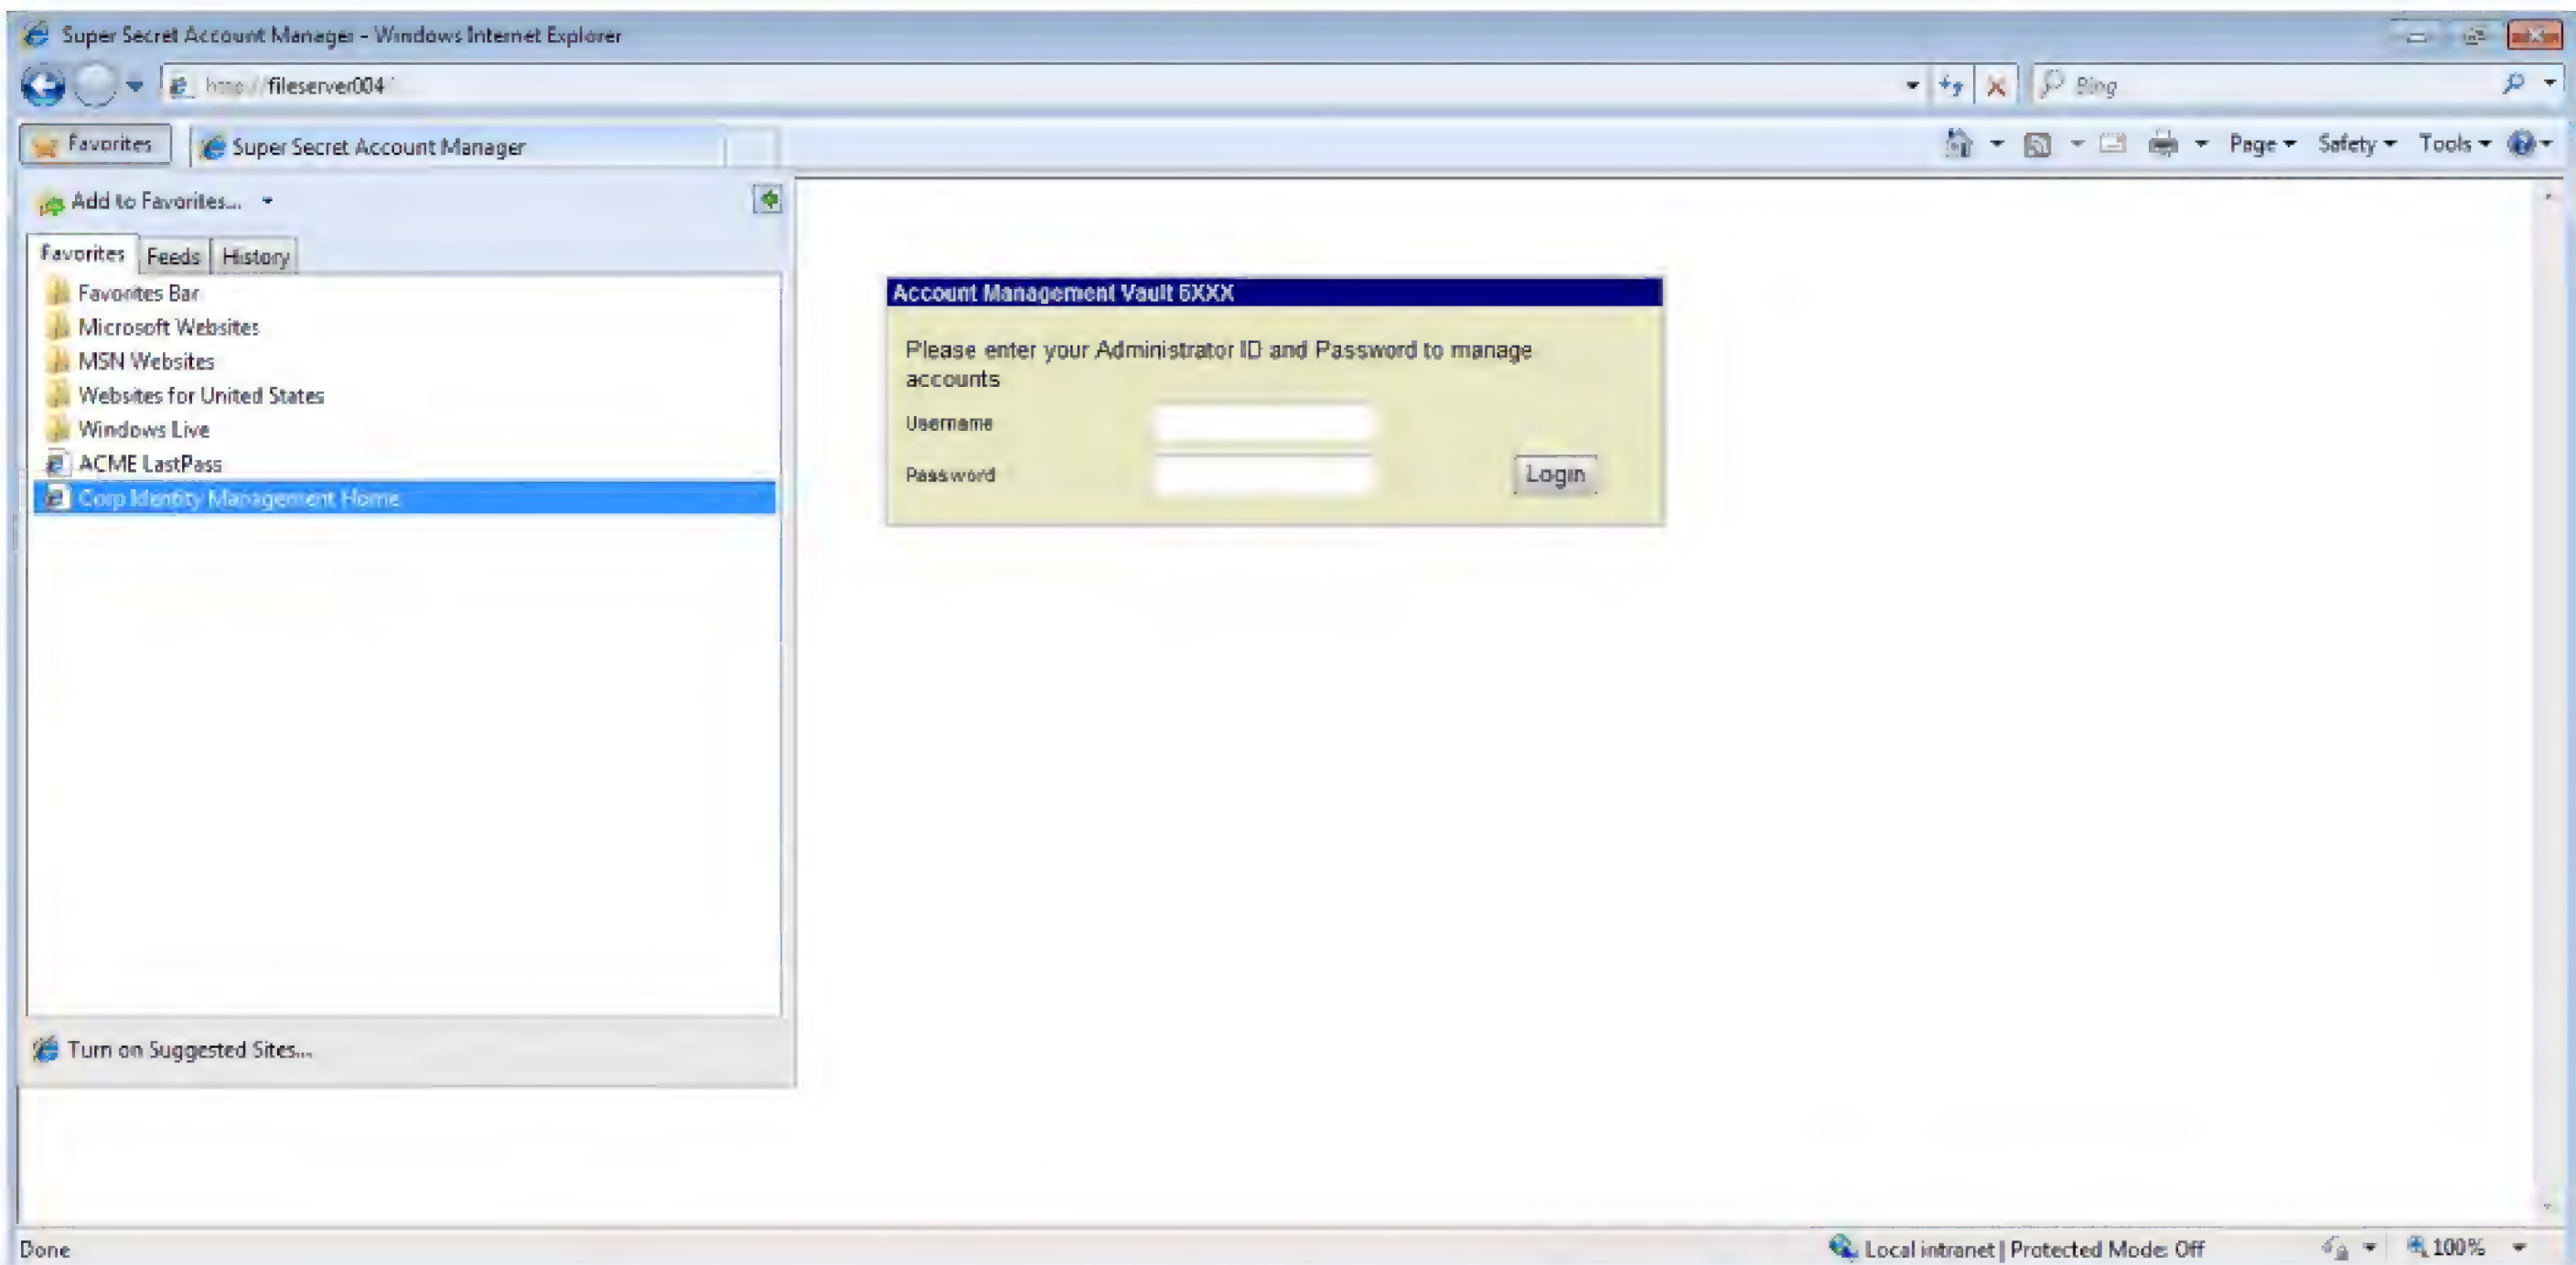 Super Secret Account Manager - Windows Internet Explorer
http://fileserver004
Bing
Favorites
Super Secret Account Manager
Page
Safety
Tools
Add to Favorites...
Favorites
Feeds
History
Favorites Bar
Microsoft Websites
MSN Websites
Websites for United States
Windows Live
ACME LastPass
Corp Identity Management Home
Account Management Vault 6XXX
Please enter your Administrator ID and Password to manage
accounts
Username
Password
Login
Turn on Suggested Sites...
Done
Local intranet | Protected Mode: Off
100%